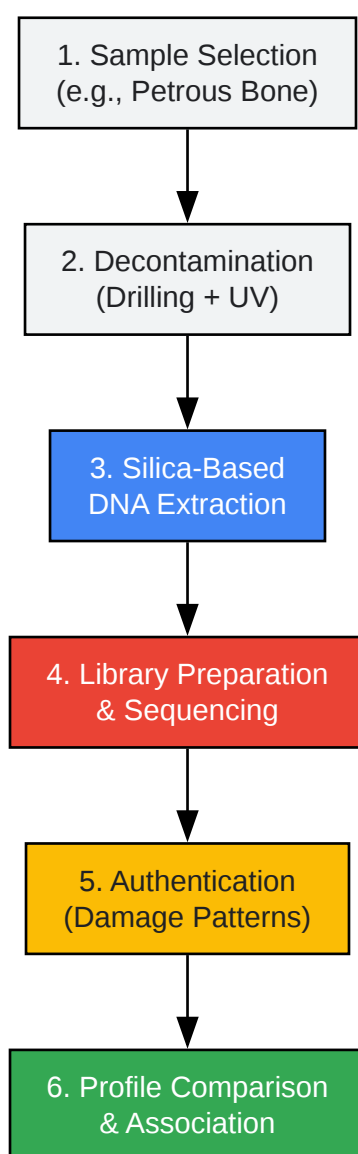 1. Sample Selection
(e.g., Petrous Bone)
2. Decontamination
(Drilling + UV)
3. Silica-Based
DNA Extraction
4. Library Preparation
& Sequencing
5. Authentication
(Damage Patterns)
6. Profile Comparison
& Association